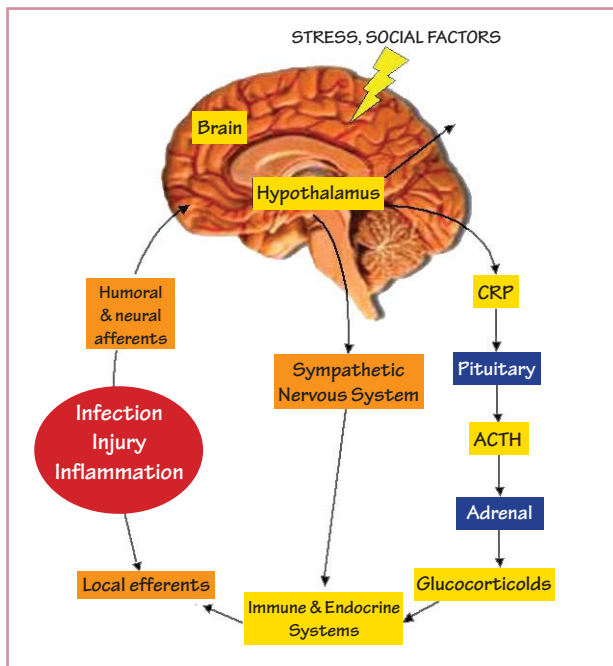 STRESS, SOCIAL FACTORS
Brain
Hypothalamus
Humoral
& neural
afferents
CRP
Sympathetic
Nervous System
Pituitary
Infection
Injury
Inflammation
ACTH
Adrenal
Local efferents
Immune & Endocrine
Systems
Glucocorticolds